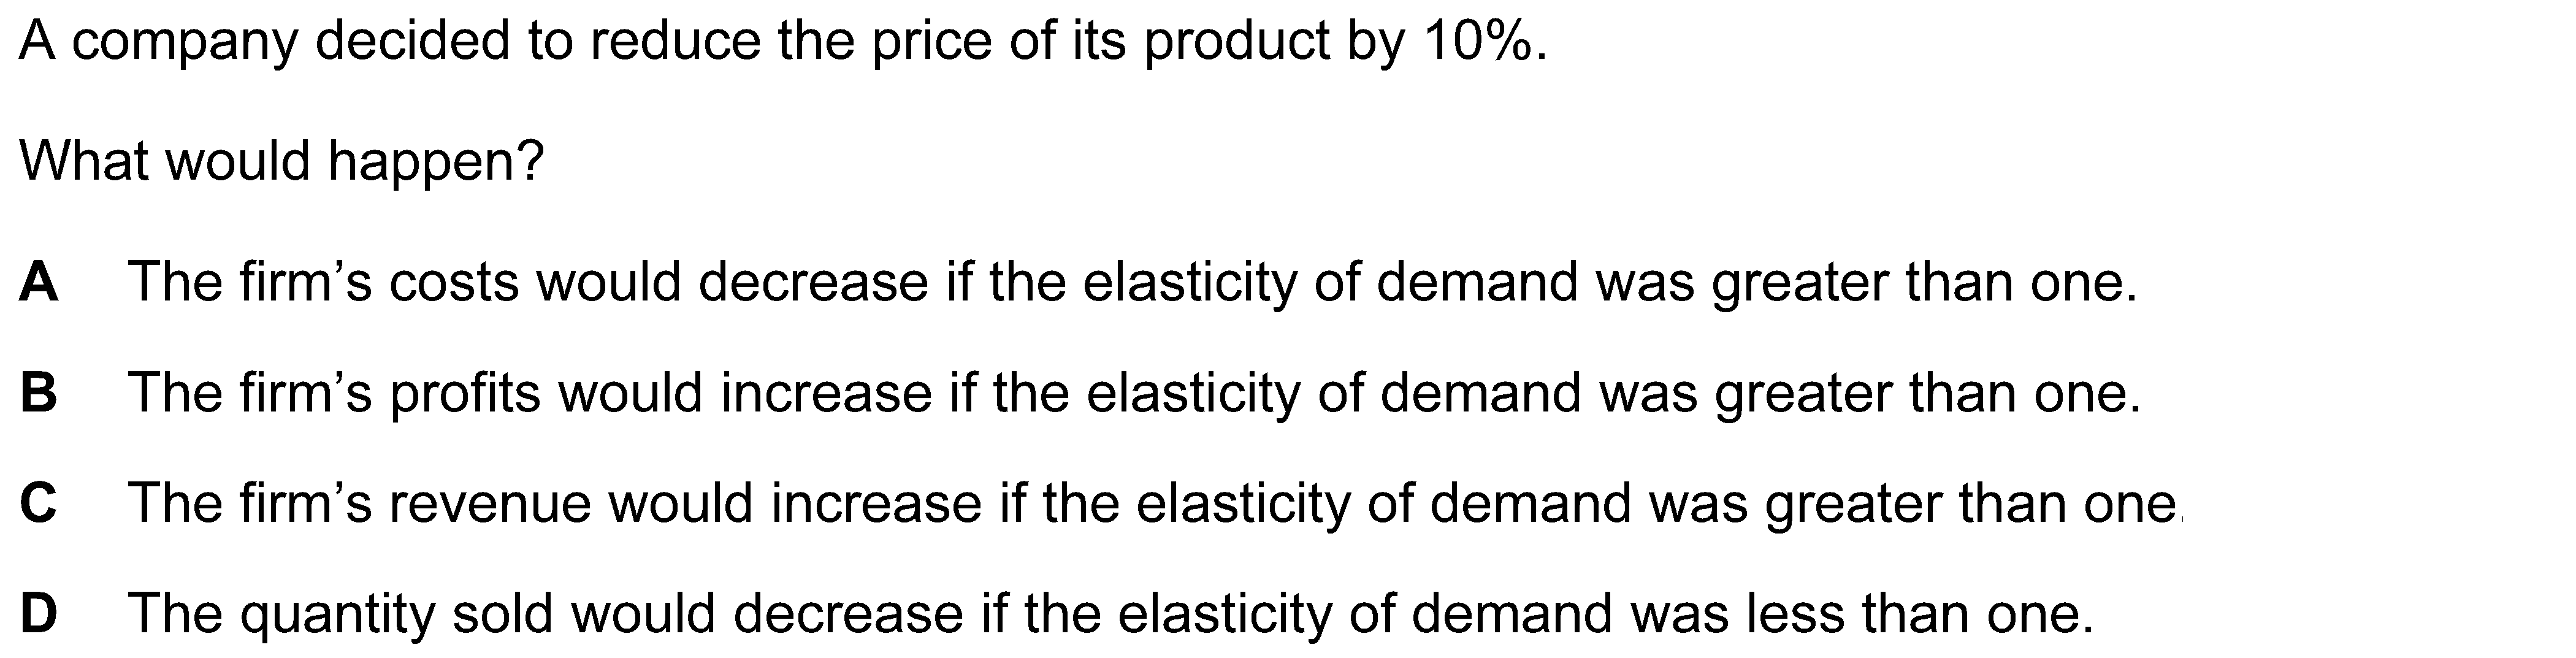 A company decided to reduce the price of its product by 10%.
What would happen?
A The firm’s costs would decrease if the elasticity of demand was greater than one.
B The firm’s profits would increase if the elasticity of demand was greater than one.
C The firm’s revenue would increase if the elasticity of demand was greater than one.
D The quantity sold would decrease if the elasticity of demand was less than one.